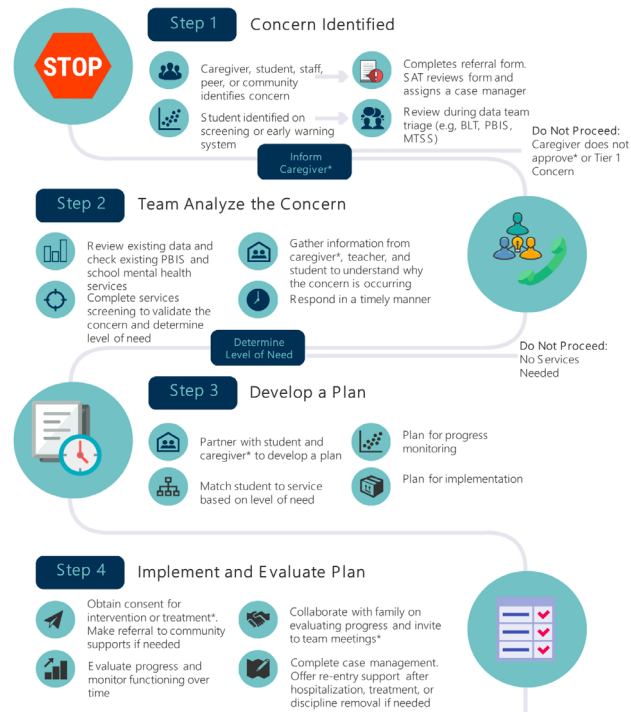 Step 1
Concern Identified
STOP
Caregiver, student, staff,
peer, or community
identifies concern
Completes referral form.
SAT reviews form and
assigns a case manager
Student identified on
screening or early warning
system
Review during data team
triage (e.g, BLT, PBIS,
MTSS)
Do Not Proceed:
Caregiver does not
approve* or Tier 1
Concern
Inform
Caregiver*
Step 2
Team Analyze the Concern
Review existing data and
check existing PBIS and
school mental health
services
Gather information from
caregiver*, teacher, and
student to understand why
the concern is occurring
Complete services
screening to validate the
concern and determine
level of need
Respond in a timely manner
Determine
Level of Need
Do Not Proceed:
No Services
Needed
Step 3
Develop a Plan
Partner with student and
caregiver* to develop a plan
Plan for progress
monitoring
Match student to service
based on level of need
Plan for implementation
Step 4
Implement and Evaluate Plan
Obtain consent for
intervention or treatment*.
Make referral to community
supports if needed
Collaborate with family on
evaluating progress and invite
to team meetings*
Evaluate progress and
monitor functioning over
time
Complete case management.
Offer re-entry support after
hospitalization, treatment, or
discipline removal if needed